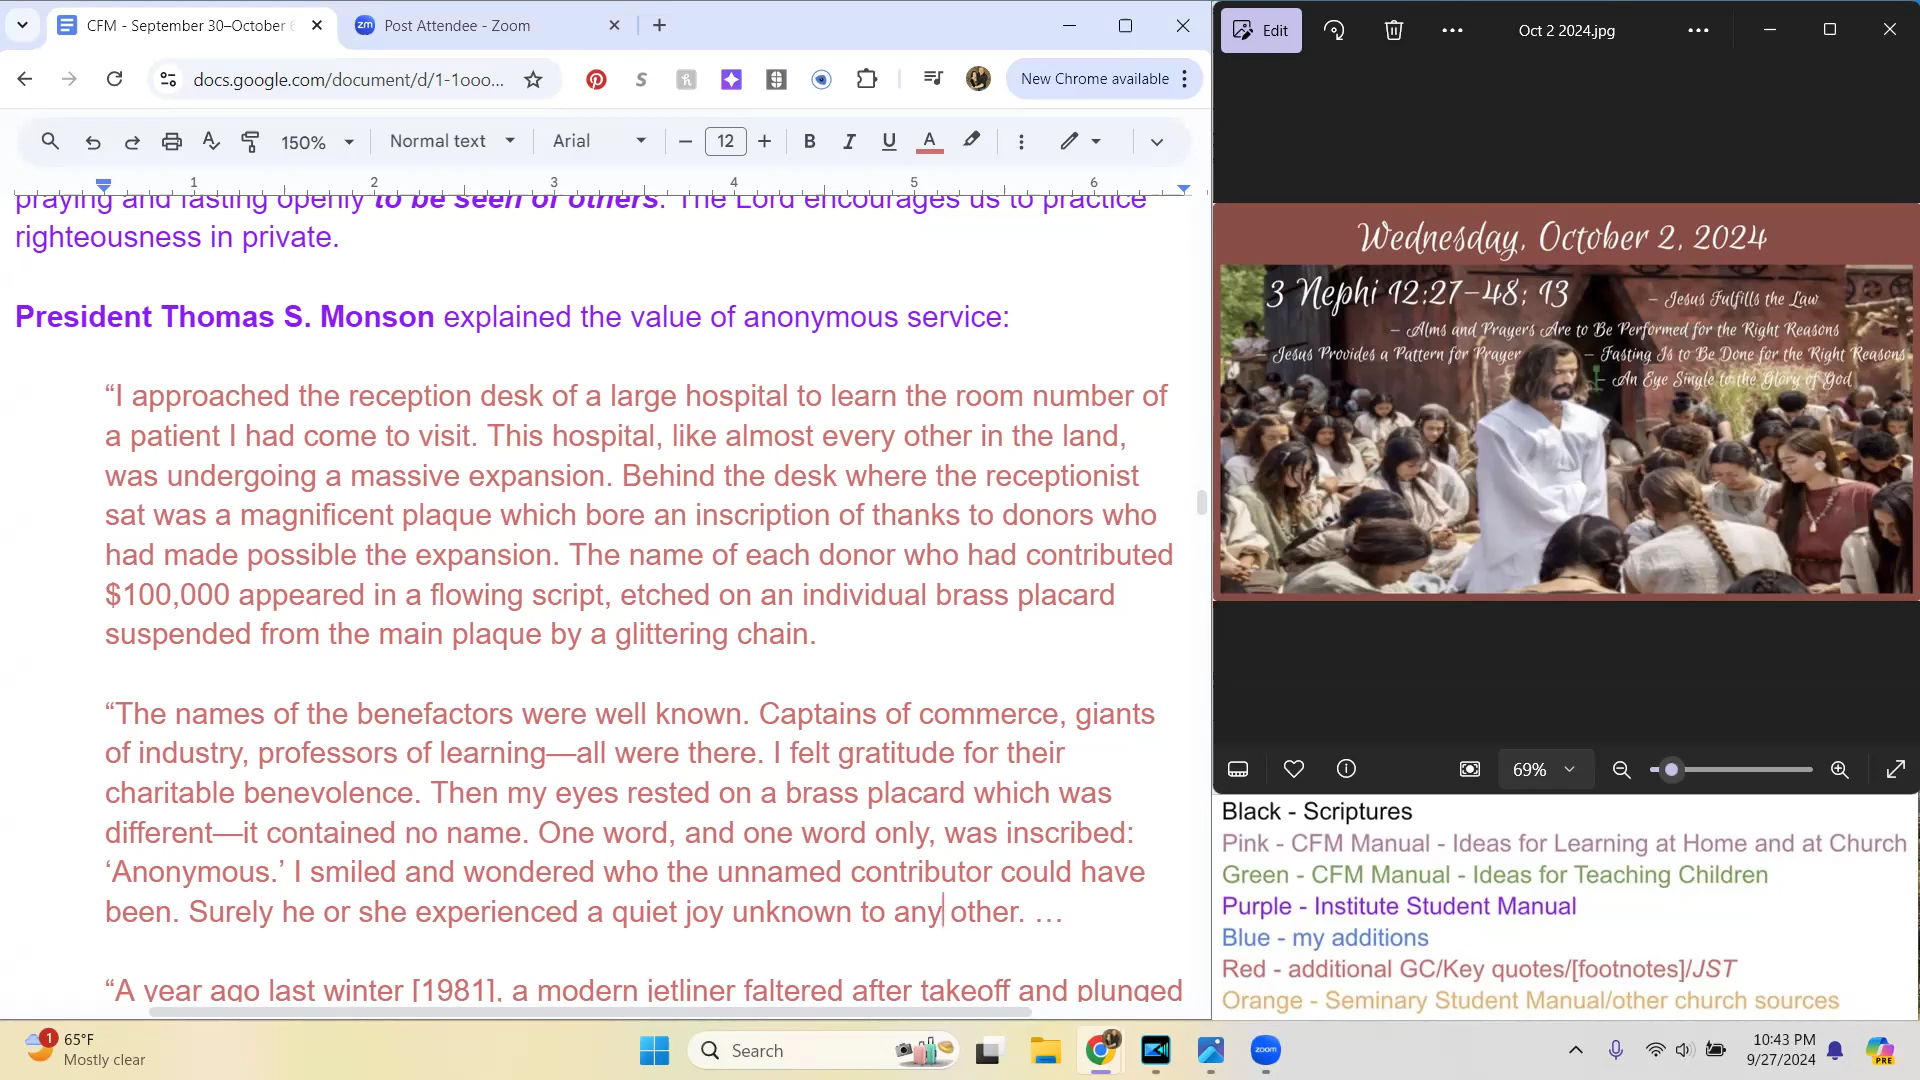 CFM - September 30–October 6
Post Attendee - Zoom
docs.google.com/document/d/1-1ooo...
New Chrome available
150%
Normal text
Arial
12
B I U A
1 2 3 4 5 6
praying and fasting openly to be seen of others. The Lord encourages us to practice
righteousness in private.
President Thomas S. Monson explained the value of anonymous service:
“I approached the reception desk of a large hospital to learn the room number of
a patient I had come to visit. This hospital, like almost every other in the land,
was undergoing a massive expansion. Behind the desk where the receptionist
sat was a magnificent plaque which bore an inscription of thanks to donors who
had made possible the expansion. The name of each donor who had contributed
$100,000 appeared in a flowing script, etched on an individual brass placard
suspended from the main plaque by a glittering chain.
“The names of the benefactors were well known. Captains of commerce, giants
of industry, professors of learning—all were there. I felt gratitude for their
charitable benevolence. Then my eyes rested on a brass placard which was
different—it contained no name. One word, and one word only, was inscribed:
‘Anonymous.’ I smiled and wondered who the unnamed contributor could have
been. Surely he or she experienced a quiet joy unknown to any other. …
“A year ago last winter [1981], a modern jetliner faltered after takeoff and plunged
Edit
Oct 2 2024.jpg
Wednesday, October 2, 2024
3 Nephi 12:27–48; 13
– Jesus Fulfills the Law
– Alms and Prayers Are to Be Performed for the Right Reasons
– Jesus Provides a Pattern for Prayer
– Fasting Is to Be Done for the Right Reasons
– An Eye Single to the Glory of God
69%
Black - Scriptures
Pink - CFM Manual - Ideas for Learning at Home and at Church
Green - CFM Manual - Ideas for Teaching Children
Purple - Institute Student Manual
Blue - my additions
Red - additional GC/Key quotes/[footnotes]/JST
Orange - Seminary Student Manual/other church sources
1
65°F
Mostly clear
Search
zoom
10:43 PM
9/27/2024
PRE